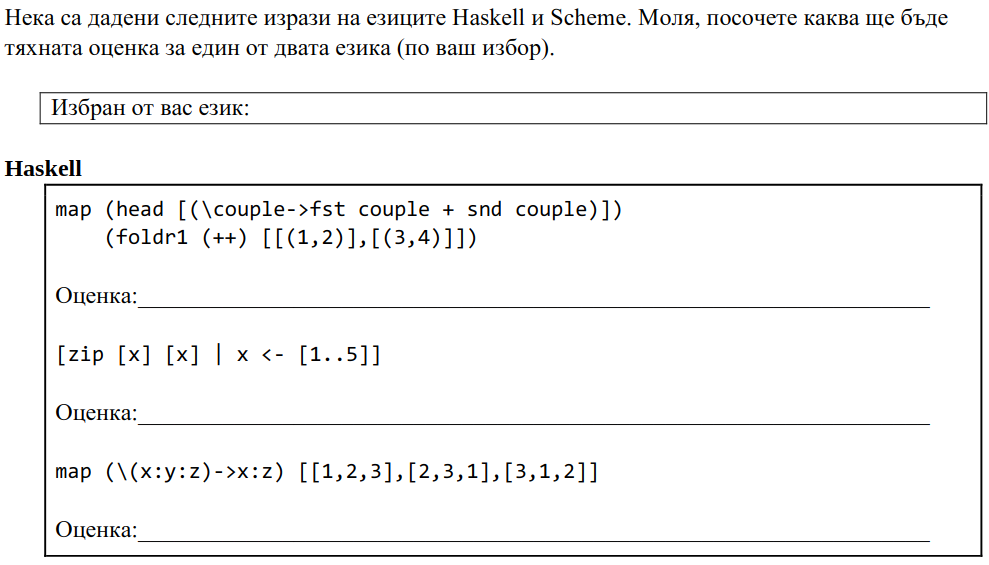 Нека са дадени следните изрази на езиците Haskell и Scheme. Моля, посочете каква ще бъде
тяхната оценка за един от двата езика (по ваш избор).
Избран от вас език:
Haskell
map (head [(\couple->fst couple + snd couple)])
    (foldr1 (++) [[(1,2)],[(3,4)]])
Оценка:
[zip [x] [x] | x <- [1..5]]
Оценка:
map (\(x:y:z)->x:z) [[1,2,3],[2,3,1],[3,1,2]]
Оценка: